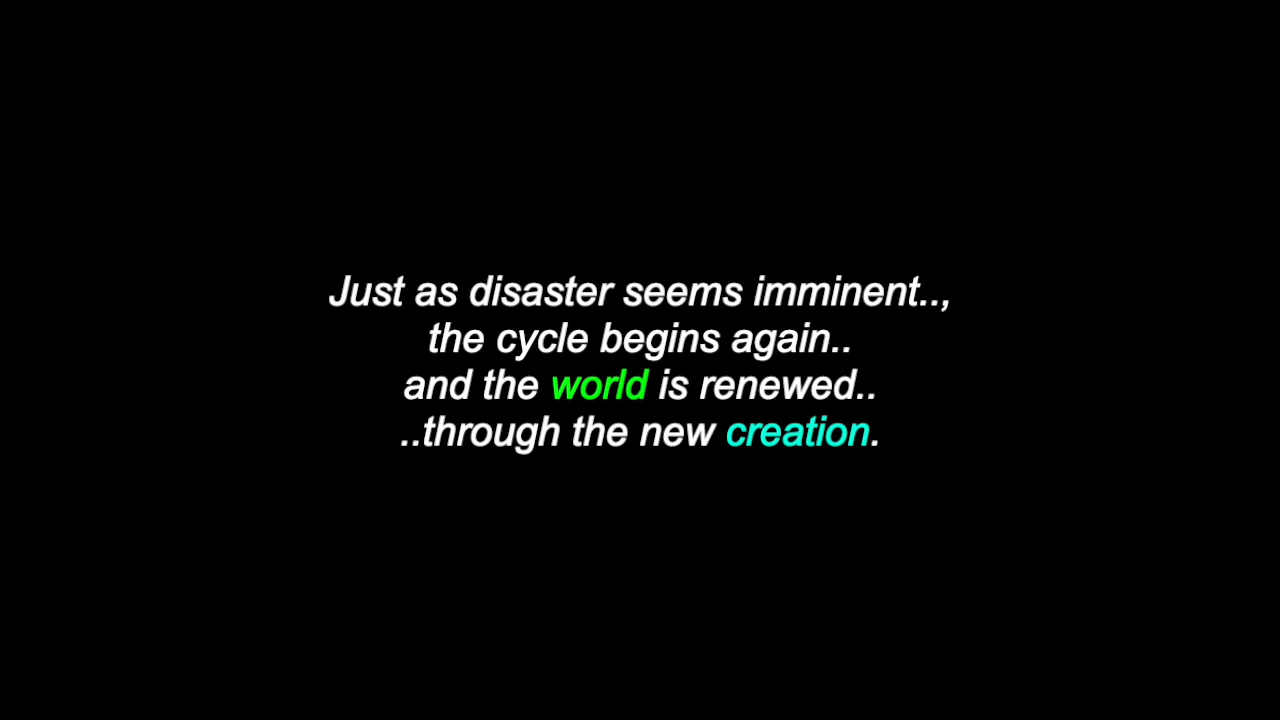 Just as disaster seems imminent..,
the cycle begins again..
and the world is renewed..
..through the new creation.